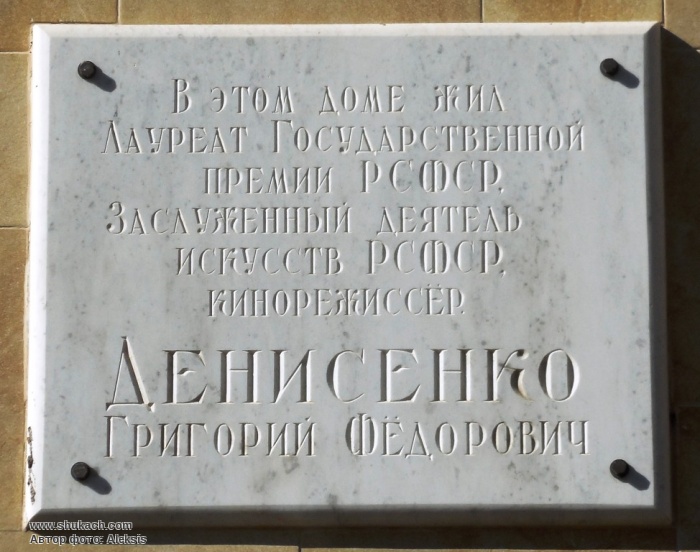 В этом доме жил
Лауреат Государственной
премии РСФСР,
Заслуженный деятель
искусств РСФСР,
кинорежиссёр
Денисенко
Григорий Фёдорович
www.shukach.com
Автор фото: Aleksis